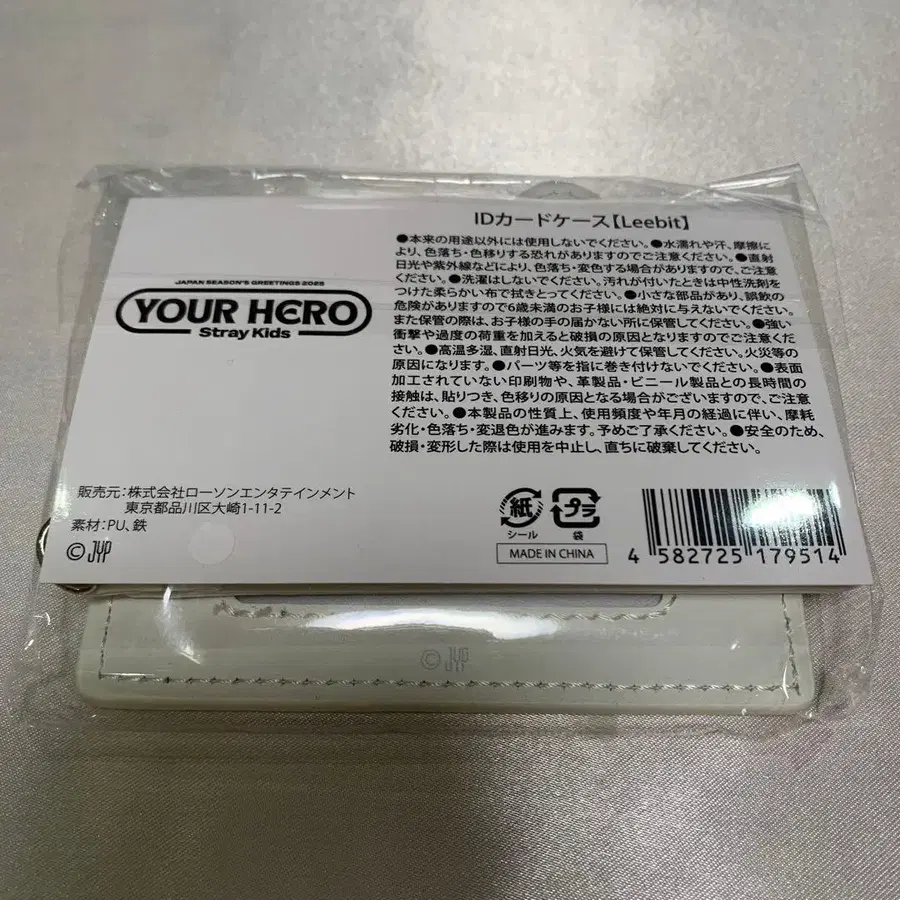 IDカードケース【Leebit】
●本来の用途以外には使用しないでください。●水濡れや汗、摩擦に
より、色落ち・色移りする恐れがありますのでご注意ください。●直射
日光や紫外線などにより、色落ち・変色する場合がありますので、ご注意
ください。●洗濯はしないでください。汚れが付いたときは中性洗剤を
つけた柔らかい布で拭きとってください。●小さな部品があり、誤飲の
危険がありますので6歳未満のお子様には絶対に与えないでください。
また保管の際は、お子様の手の届かない所に保管してください。●強い
衝撃や過度の荷重を加えると破損の原因となりますのでご注意くださ
い。●高温多湿、直射日光、火気を避けて保管してください。火災等の
原因になります。●パーツ等を指に巻き付けないでください。●表面
加工されていない印刷物や、革製品・ビニール製品との長時間の
接触は、貼りつき、色移りの原因となる場合がございますので、ご注意
ください。●本製品の性質上、使用頻度や年月の経過に伴い、摩耗
劣化・色落ち・変退色が進みます。予めご了承ください。●安全のため、
破損・変形した際は使用を中止し、直ちに破棄してください。
JAPAN SEASON'S GREETINGS 2025
YOUR HERO
Stray Kids
販売元：株式会社ローソンエンタテインメント
東京都品川区大崎1-11-2
素材：PU、鉄
© JYP
紙
シール
プラ
袋
MADE IN CHINA
4 582725 179514
© JYP